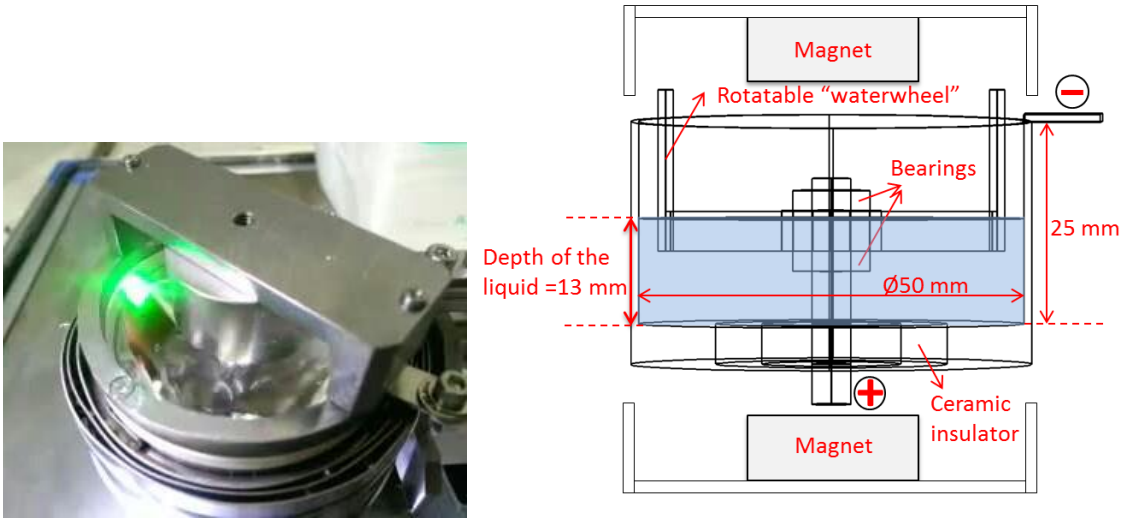 Magnet
Rotatable “waterwheel”
−
Bearings
Depth of the
liquid =13 mm
25 mm
Ø50 mm
+
Ceramic
insulator
Magnet